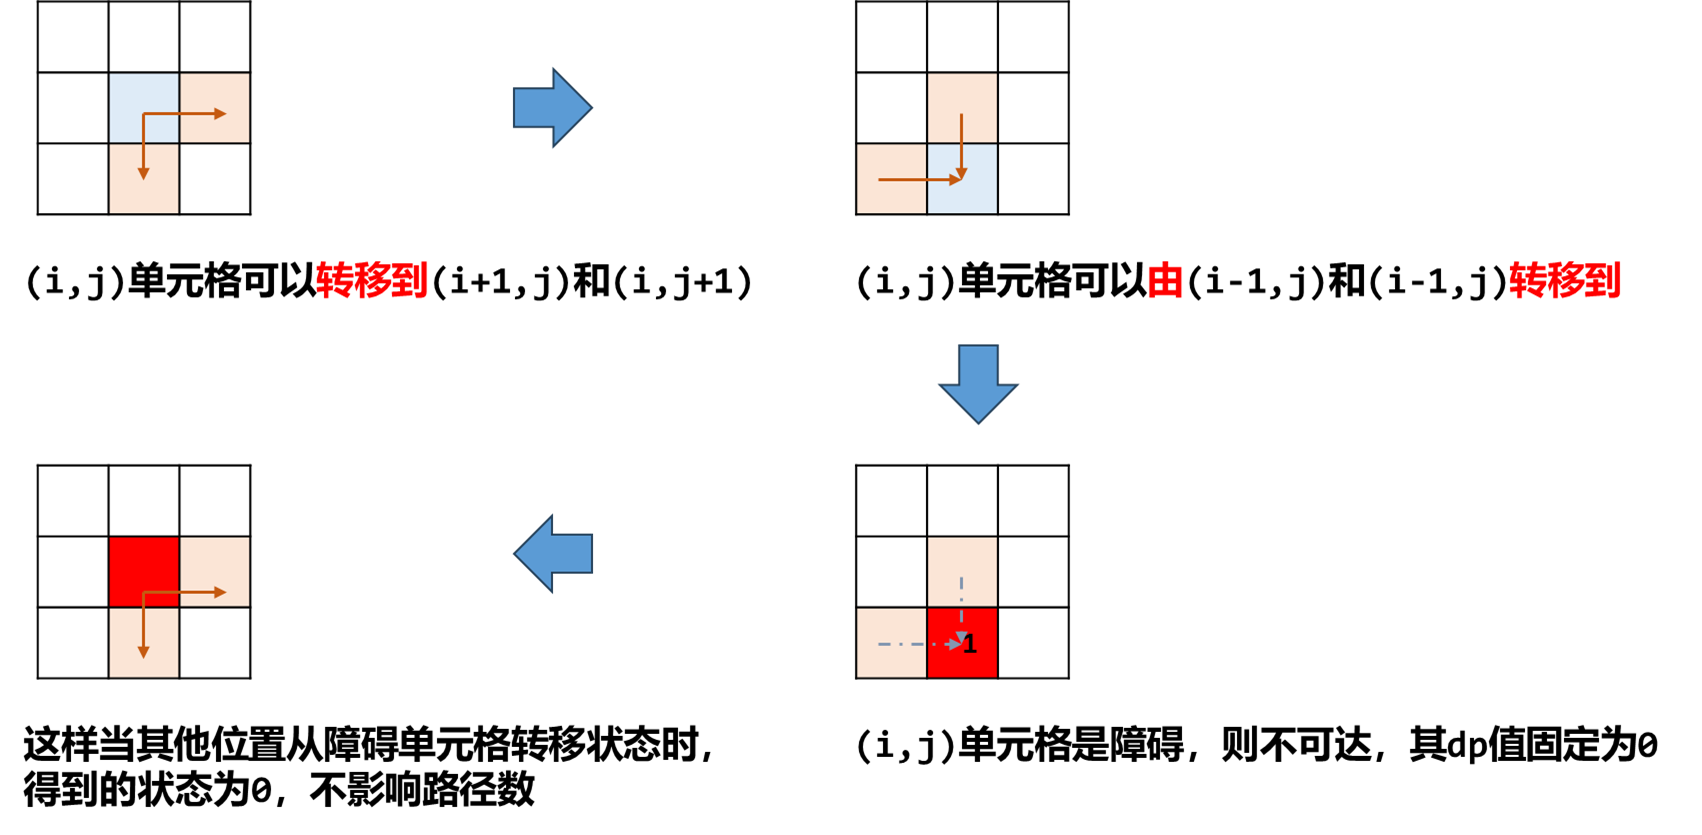 (i,j)单元格可以转移到(i+1,j)和(i,j+1)
(i,j)单元格可以由(i-1,j)和(i-1,j)转移到
1
(i,j)单元格是障碍，则不可达，其dp值固定为0
这样当其他位置从障碍单元格转移状态时，
得到的状态为0，不影响路径数